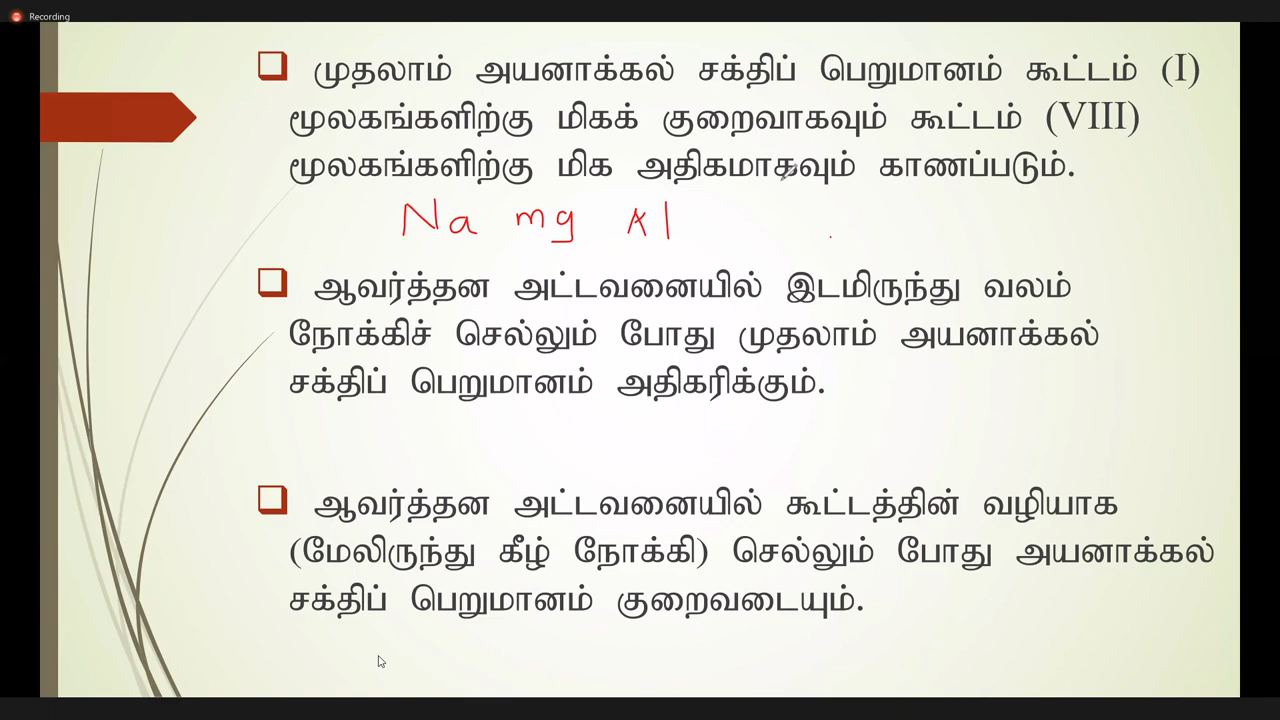 Recording
முதலாம் அயனாக்கல் சக்திப் பெறுமானம் கூட்டம் (I)
மூலகங்களிற்கு மிகக் குறைவாகவும் கூட்டம் (VIII)
மூலகங்களிற்கு மிக அதிகமாகவும் காணப்படும்.
Na mg Al
ஆவர்த்தன அட்டவனையில் இடமிருந்து வலம்
நோக்கிச் செல்லும் போது முதலாம் அயனாக்கல்
சக்திப் பெறுமானம் அதிகரிக்கும்.
ஆவர்த்தன அட்டவனையில் கூட்டத்தின் வழியாக
(மேலிருந்து கீழ் நோக்கி) செல்லும் போது அயனாக்கல்
சக்திப் பெறுமானம் குறைவடையும்.